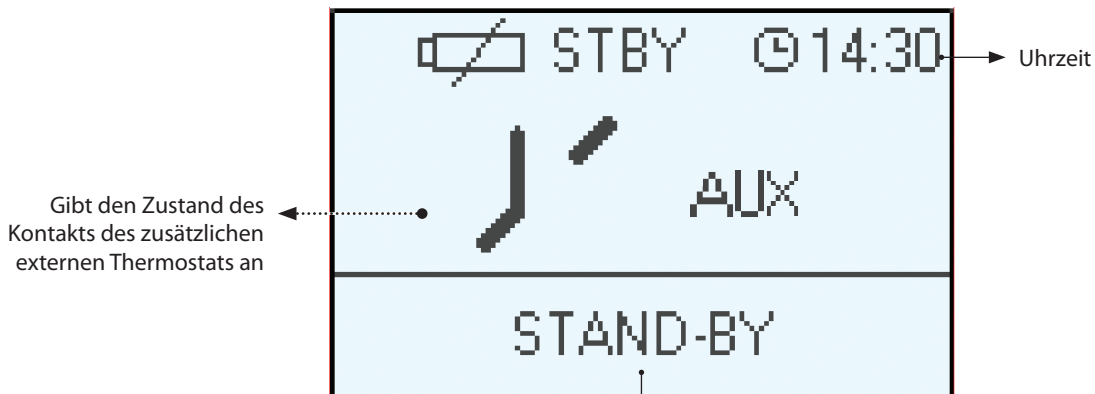 STBY 14:30
Uhrzeit
AUX
Gibt den Zustand des
Kontakts des zusätzlichen
externen Thermostats an
STAND-BY